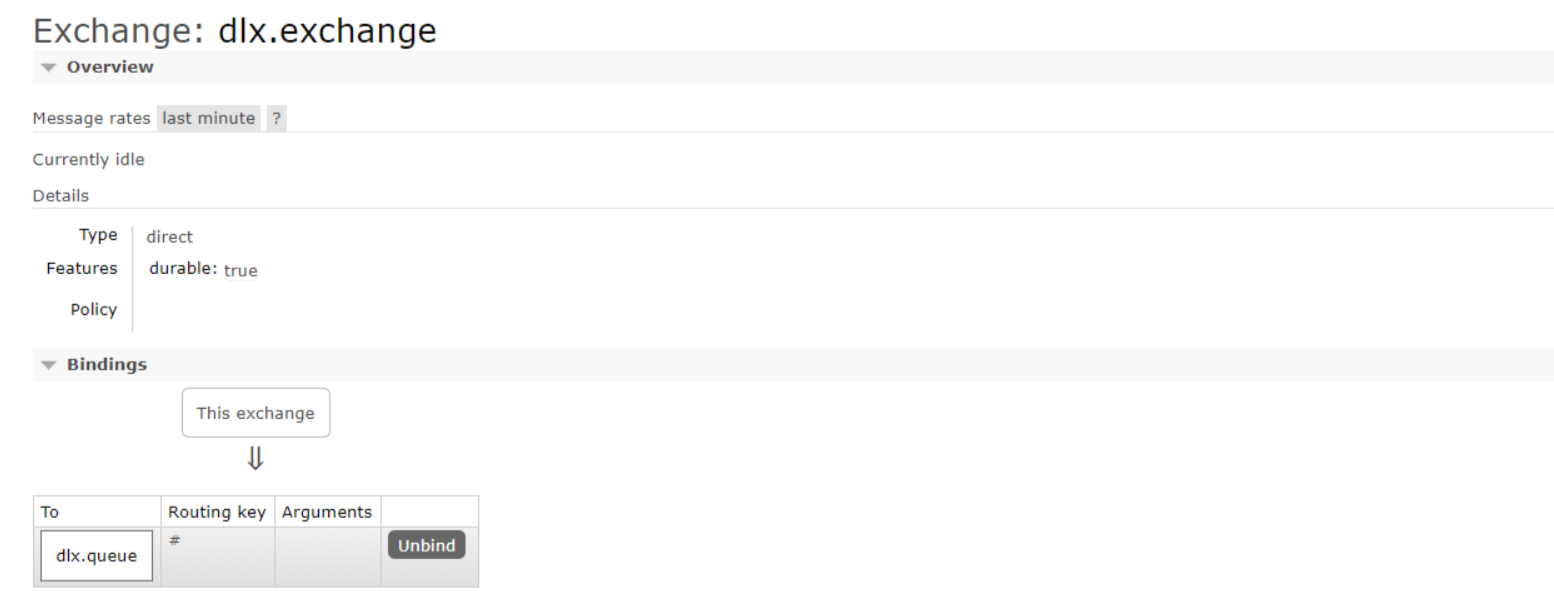 Exchange: dlx.exchange
Overview
Message rates last minute ?
Currently idle
Details
Type direct
Features durable: true
Policy
Bindings
This exchange
⇓
To Routing key Arguments
dlx.queue # Unbind